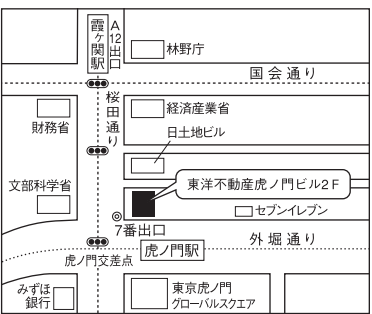 霞ヶ関駅
A12出口
林野庁
国会通り
桜田通り
財務省
経済産業省
日土地ビル
文部科学省
東洋不動産虎ノ門ビル2F
セブンイレブン
7番出口
外堀通り
虎ノ門駅
虎ノ門交差点
みずほ
銀行
東京虎ノ門
グローバルスクエア